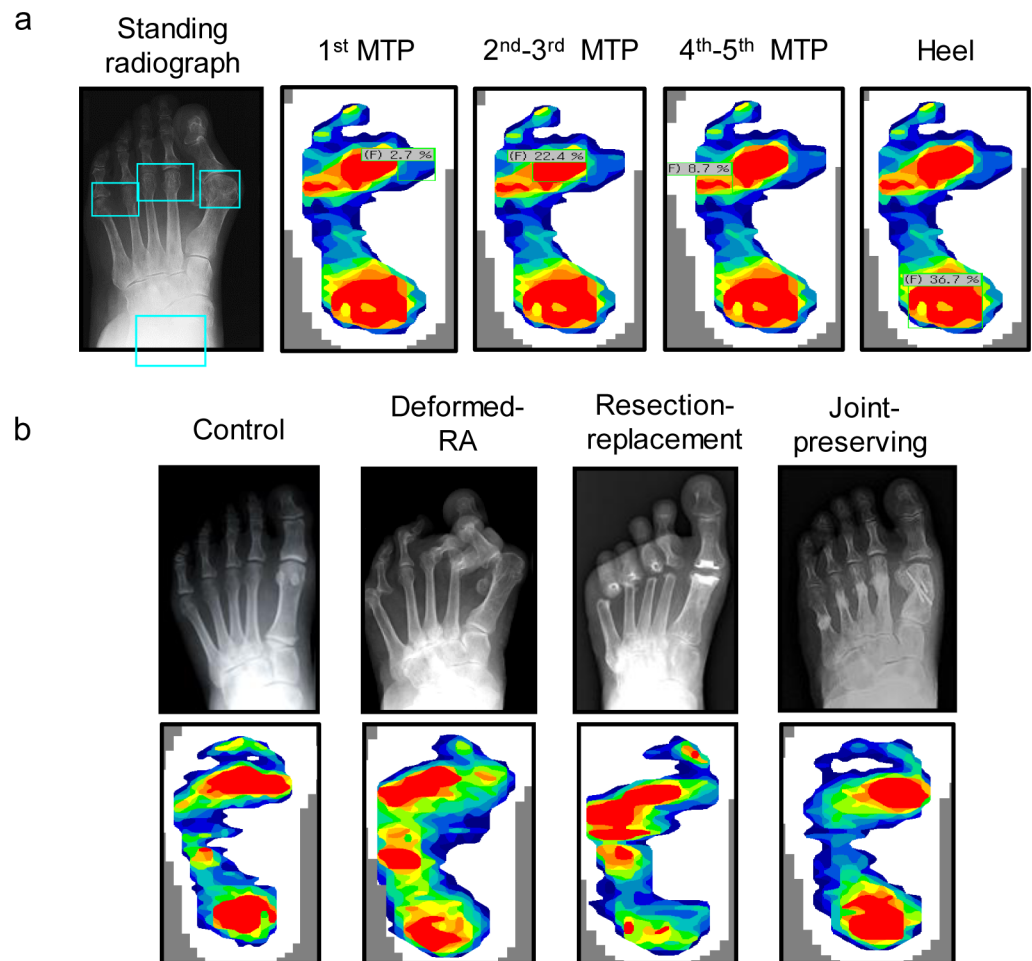 a
Standing
radiograph
1st MTP
2nd-3rd MTP
4th-5th MTP
Heel
(F) 2.7 %
(F) 22.4 %
F) 8.7 %
(F) 36.7 %
b
Control
Deformed-
RA
Resection-
replacement
Joint-
preserving